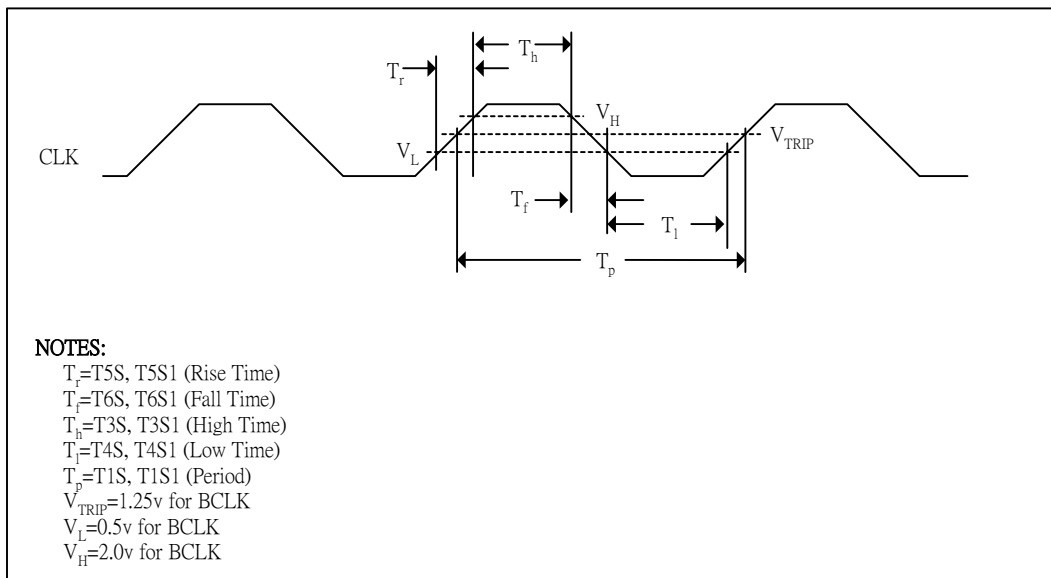 T_h
T_r
V_H
V_TRIP
CLK
V_L
T_f
T_l
T_p
NOTES:
T_r=T5S, T5S1 (Rise Time)
T_f=T6S, T6S1 (Fall Time)
T_h=T3S, T3S1 (High Time)
T_l=T4S, T4S1 (Low Time)
T_p=T1S, T1S1 (Period)
V_TRIP=1.25v for BCLK
V_L=0.5v for BCLK
V_H=2.0v for BCLK